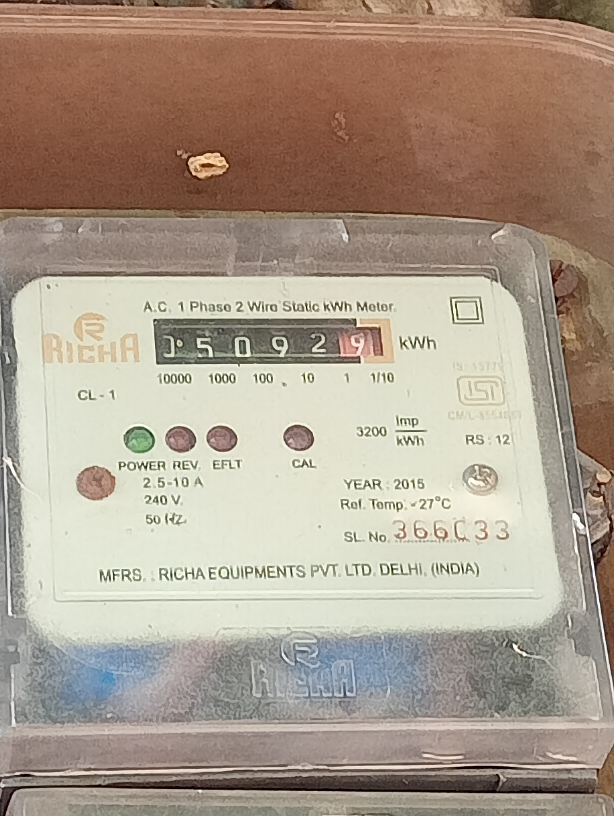 A.C. 1 Phase 2 Wire Static kWh Meter.
RICHA
50929 kWh
10000 1000 100 10 1 1/10
CL - 1
3200 Imp/kWh
RS : 12
POWER REV. EFLT CAL
2.5-10 A
240 V.
50 Hz.
YEAR : 2015
Ref. Temp. - 27°C
SL. No.
MFRS. : RICHA EQUIPMENTS PVT. LTD. DELHI. (INDIA)
RICHA